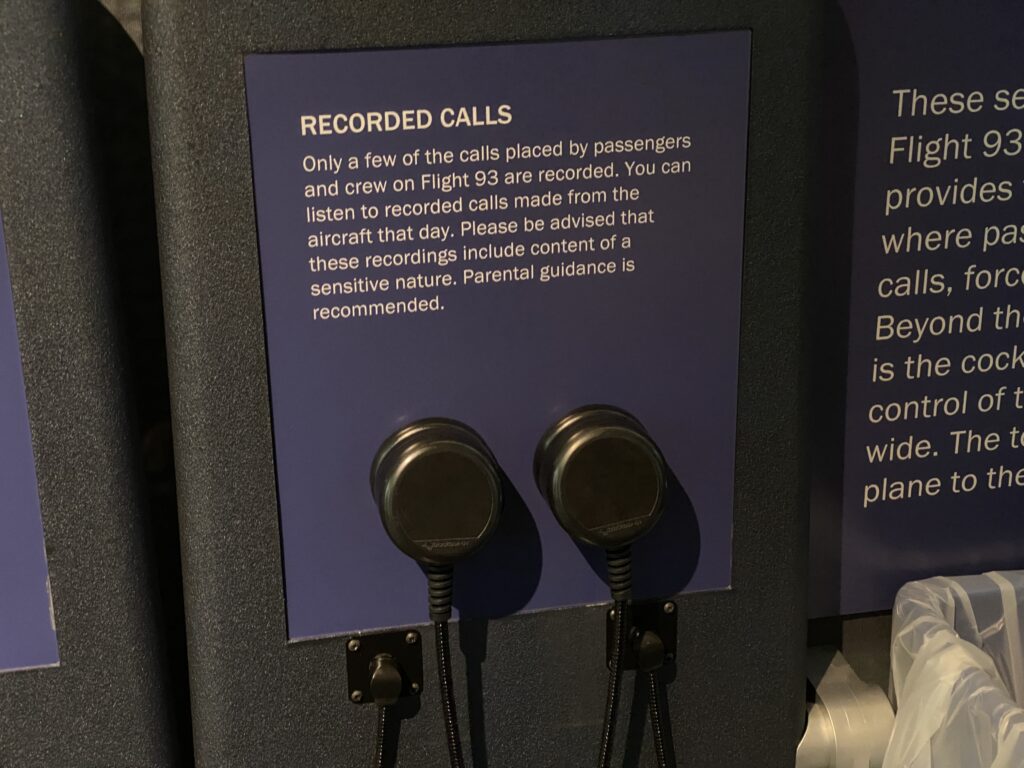 RECORDED CALLS
Only a few of the calls placed by passengers
and crew on Flight 93 are recorded. You can
listen to recorded calls made from the
aircraft that day. Please be advised that
these recordings include content of a
sensitive nature. Parental guidance is
recommended.
These se
Flight 93
provides
where pas
calls, forc
Beyond th
is the cock
control of t
wide. The t
plane to the